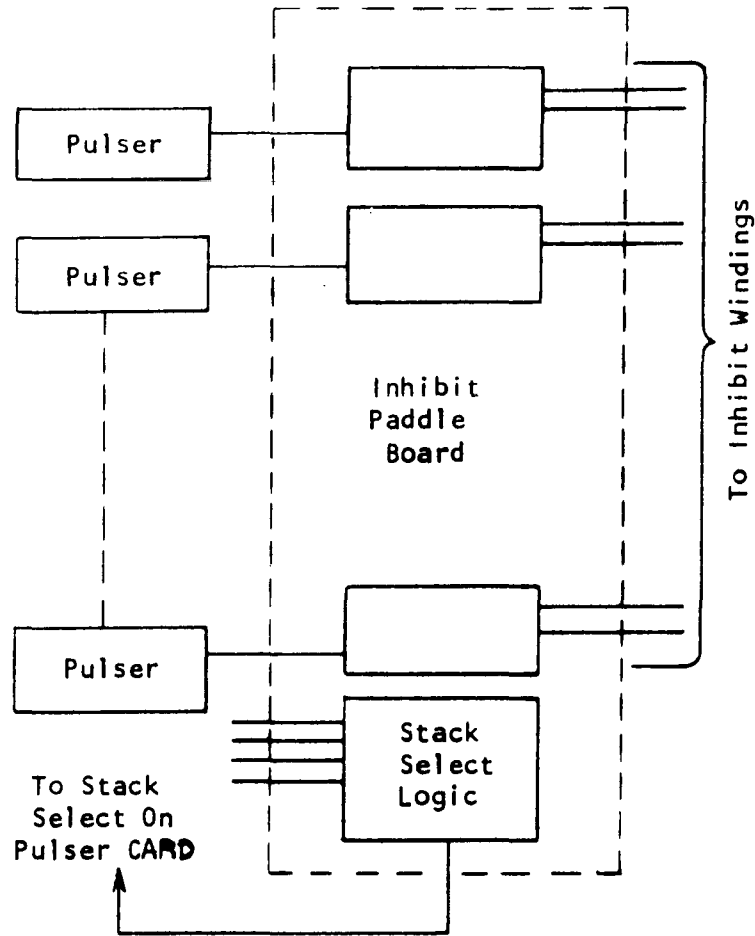 Pulser
Pulser
Inhibit
Paddle
Board
To Inhibit Windings
Pulser
Stack
Select
Logic
To Stack
Select On
Pulser CARD